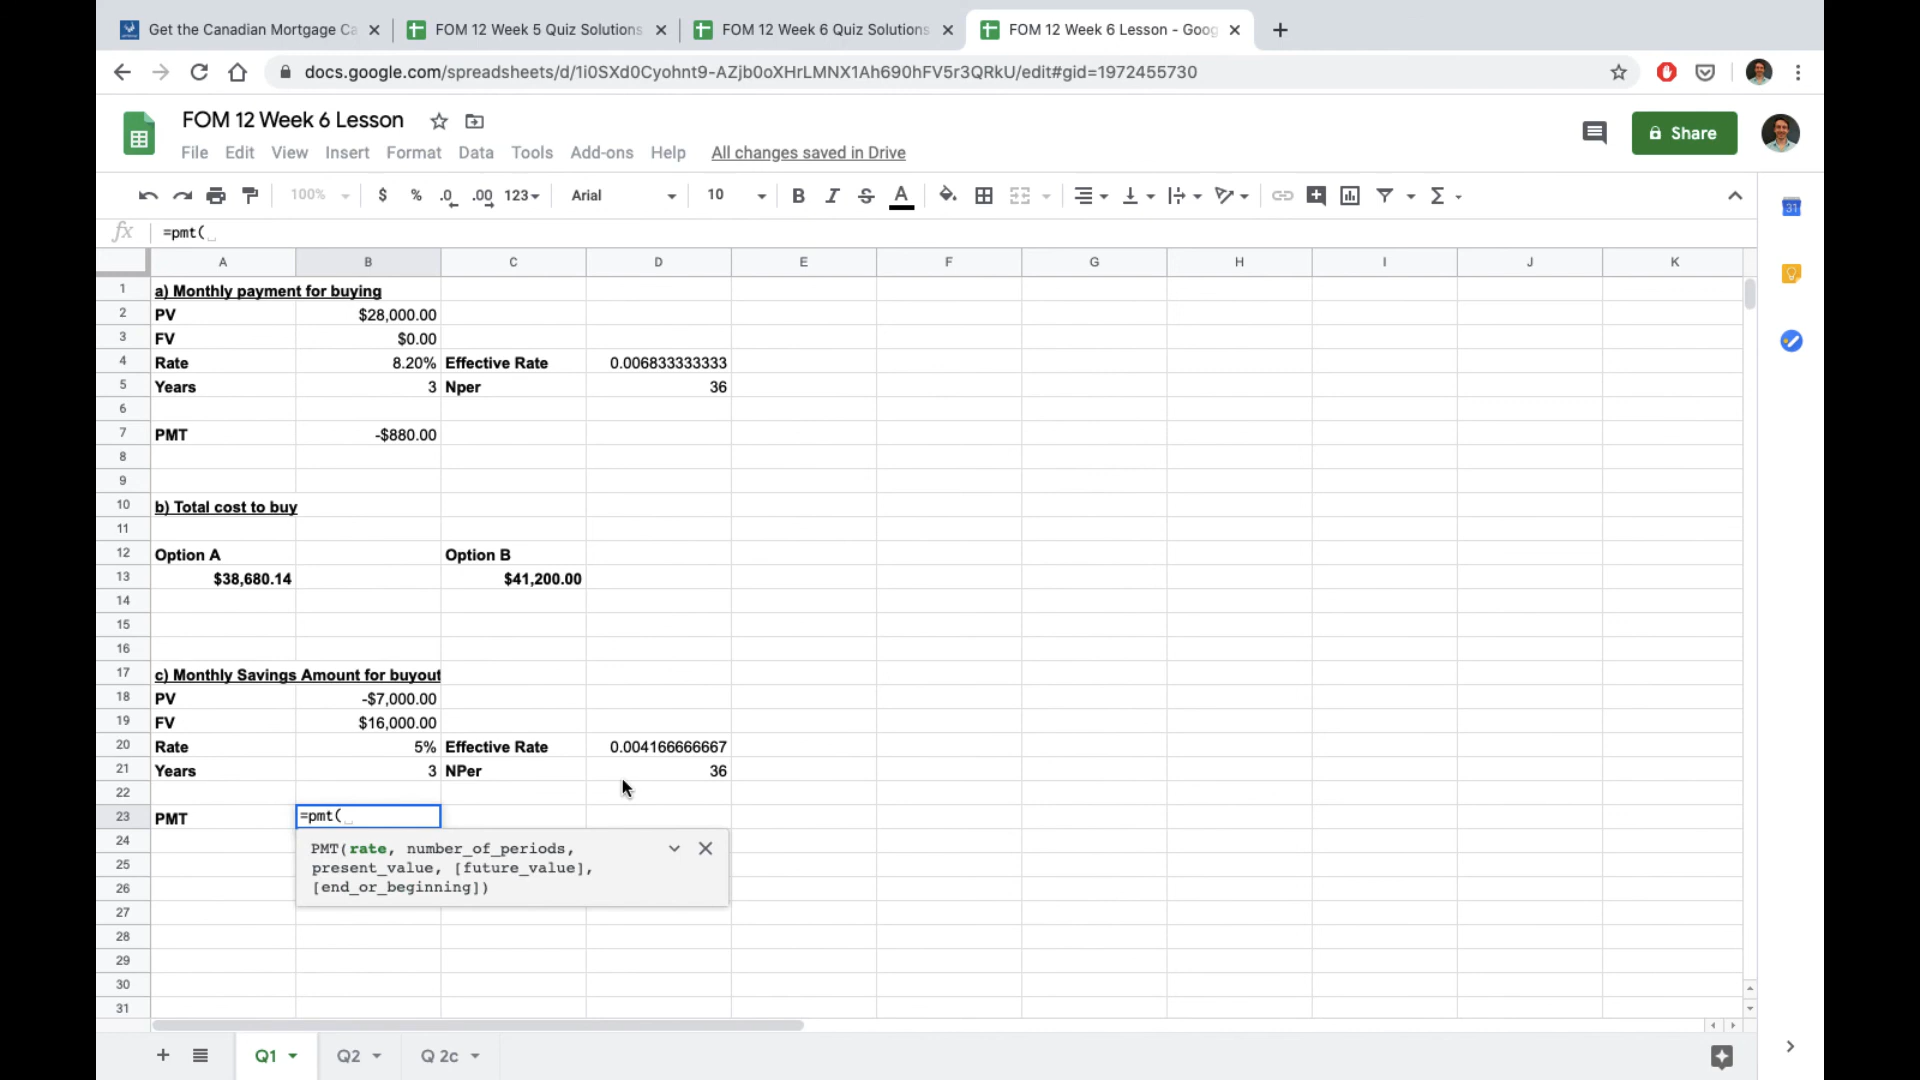 Get the Canadian Mortgage Ca
FOM 12 Week 5 Quiz Solutions
FOM 12 Week 6 Quiz Solutions
FOM 12 Week 6 Lesson - Goog
docs.google.com/spreadsheets/d/1i0SXd0Cyohnt9-AZjb0oXHrLMNX1Ah690hFV5r3QRkU/edit#gid=1972455730
FOM 12 Week 6 Lesson
Share
File Edit View Insert Format Data Tools Add-ons Help All changes saved in Drive
100% $ % .0 .00 123 Arial 10 B I S A
31
fx =pmt(
A B C D E F G H I J K
1 a) Monthly payment for buying
2 PV $28,000.00
3 FV $0.00
4 Rate 8.20% Effective Rate 0.006833333333
5 Years 3 Nper 36
6
7 PMT -$880.00
8
9
10 b) Total cost to buy
11
12 Option A Option B
13 $38,680.14 $41,200.00
14
15
16
17 c) Monthly Savings Amount for buyout
18 PV -$7,000.00
19 FV $16,000.00
20 Rate 5% Effective Rate 0.004166666667
21 Years 3 NPer 36
22
23 PMT =pmt(
24 PMT(rate, number_of_periods,
25 present_value, [future_value],
26 [end_or_beginning])
27
28
29
30
31
Q1 Q2 Q 2c